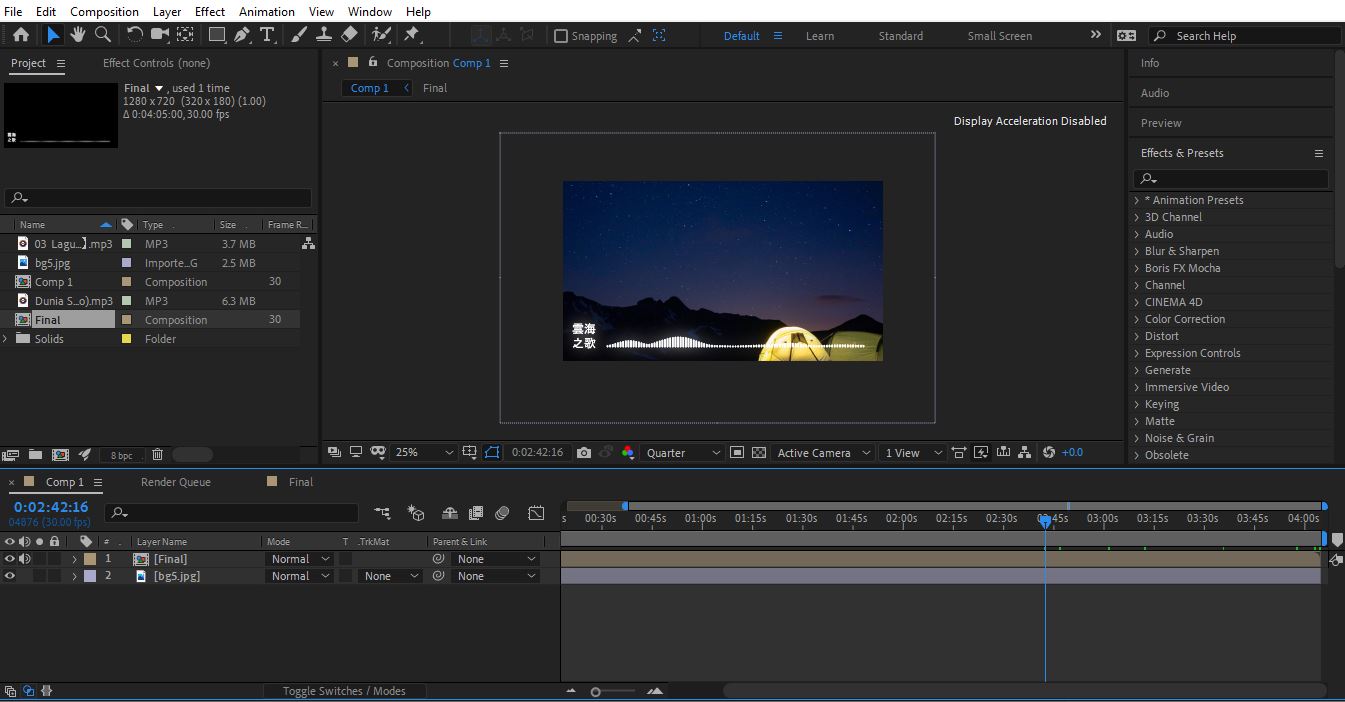 File Edit Composition Layer Effect Animation View Window Help
Snapping Default Learn Standard Small Screen Search Help
Project Effect Controls (none)
Final , used 1 time
1280 x 720 (320 x 180) (1.00)
Δ 0:04:05:00, 30.00 fps
Name Type Size Frame R...
03 Lagu...].mp3 MP3 3.7 MB
bg5.jpg Importe...G 2.5 MB
Comp 1 Composition 30
Dunia S...o).mp3 MP3 6.3 MB
Final Composition 30
Solids Folder
8 bpc
× Composition Comp 1
Comp 1 Final
Display Acceleration Disabled
雲海
之歌
25% 0:02:42:16 Quarter Active Camera 1 View +0.0
Info
Audio
Preview
Effects & Presets
* Animation Presets
3D Channel
Audio
Blur & Sharpen
Boris FX Mocha
Channel
CINEMA 4D
Color Correction
Distort
Expression Controls
Generate
Immersive Video
Keying
Matte
Noise & Grain
Obsolete
× Comp 1 Render Queue Final
0:02:42:16
04876 (30.00 fps)
s 00:30s 00:45s 01:00s 01:15s 01:30s 01:45s 02:00s 02:15s 02:30s 02:45s 03:00s 03:15s 03:30s 03:45s 04:00s
# Layer Name Mode T .TrkMat Parent & Link
1 [Final] Normal None
2 [bg5.jpg] Normal None None
Toggle Switches / Modes